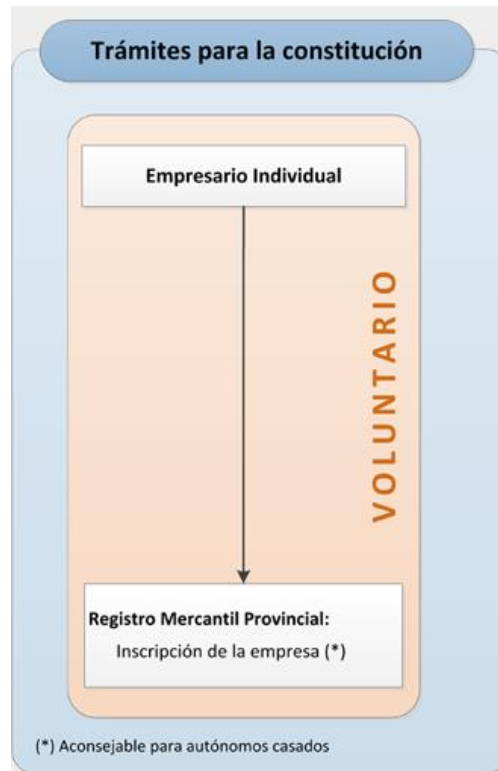 Trámites para la constitución
Empresario Individual
VOLUNTARIO
Registro Mercantil Provincial:
Inscripción de la empresa (*)
(*) Aconsejable para autónomos casados